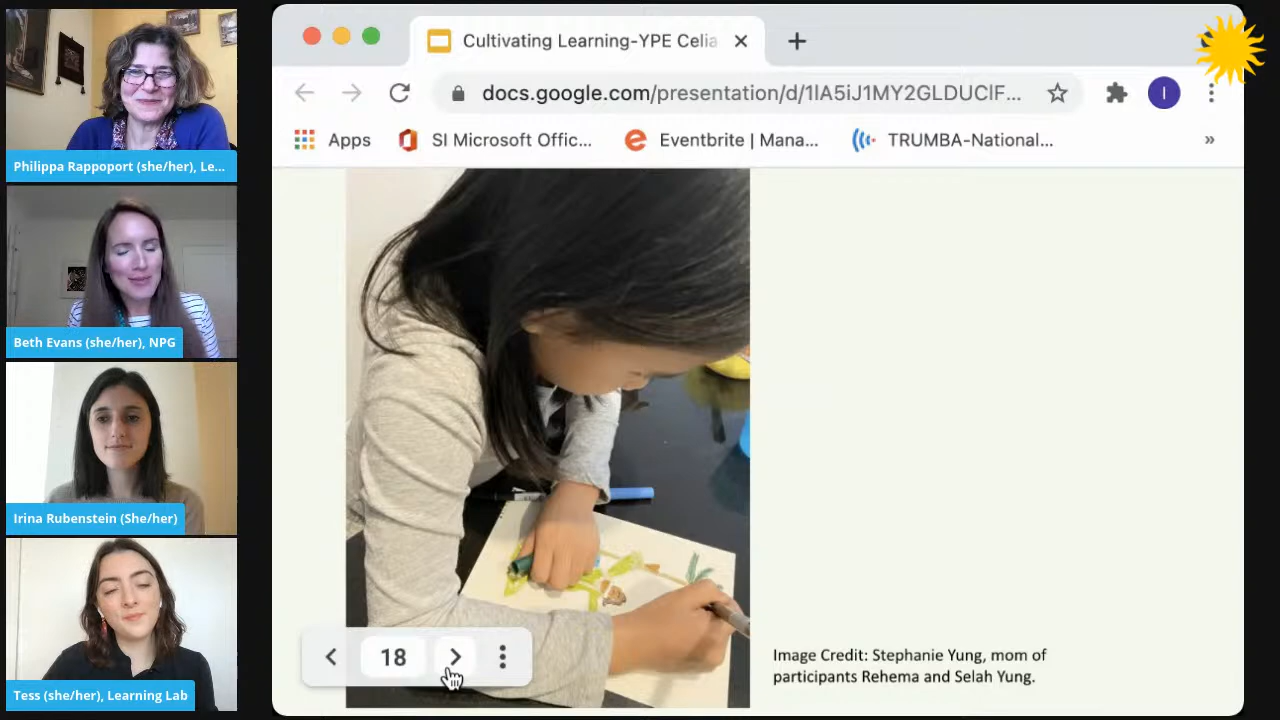 Philippa Rappoport (she/her), Le...
Beth Evans (she/her), NPG
Irina Rubenstein (She/her)
Tess (she/her), Learning Lab
Cultivating Learning-YPE Celia
docs.google.com/presentation/d/1IA5iJ1MY2GLDUClF...
I
Apps
SI Microsoft Offic...
Eventbrite | Mana...
TRUMBA-National...
»
18
Image Credit: Stephanie Yung, mom of
participants Rehema and Selah Yung.